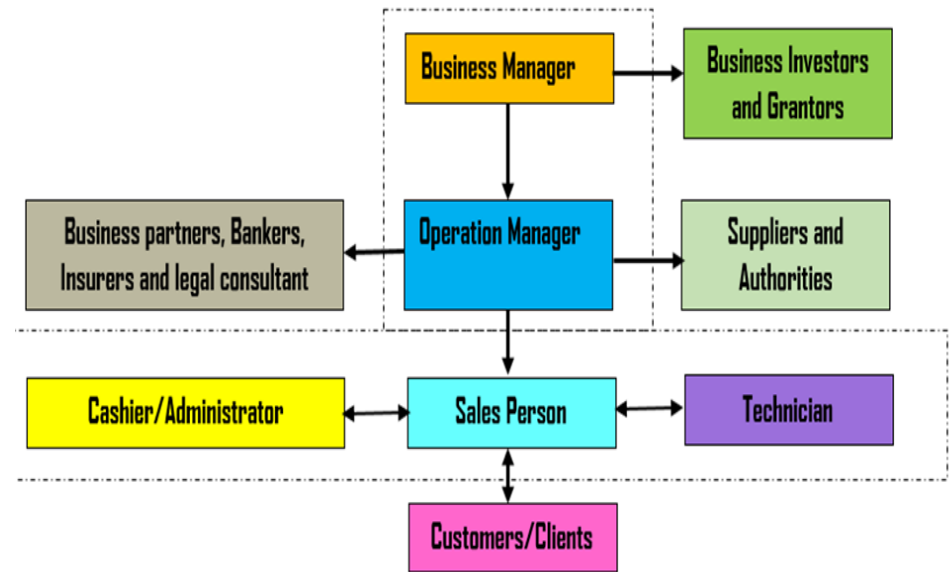 Business Manager
Business Investors
and Grantors
Business partners, Bankers,
Insurers and legal consultant
Operation Manager
Suppliers and
Authorities
Cashier/Administrator
Sales Person
Technician
Customers/Clients